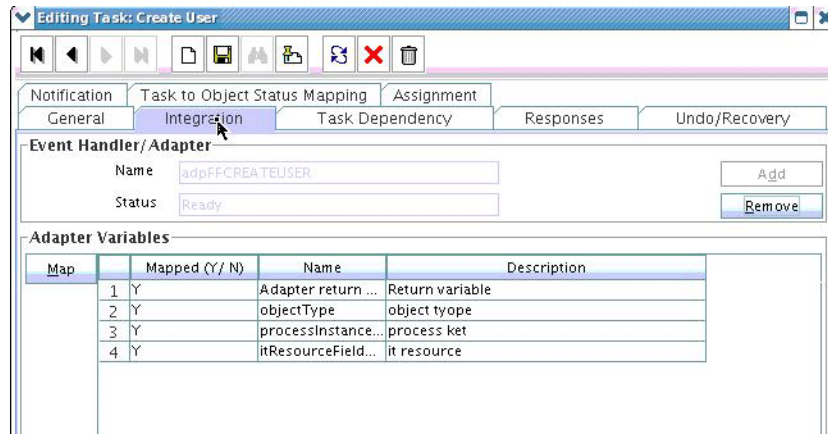 Editing Task: Create User
Notification Task to Object Status Mapping Assignment
General Integration Task Dependency Responses Undo/Recovery
Event Handler/Adapter
Name adpFFCREATEUSER Add
Status Ready Remove
Adapter Variables
Map Mapped (Y/ N) Name Description
1 Y Adapter return ... Return variable
2 Y objectType object tyope
3 Y processInstance... process ket
4 Y itResourceField... it resource